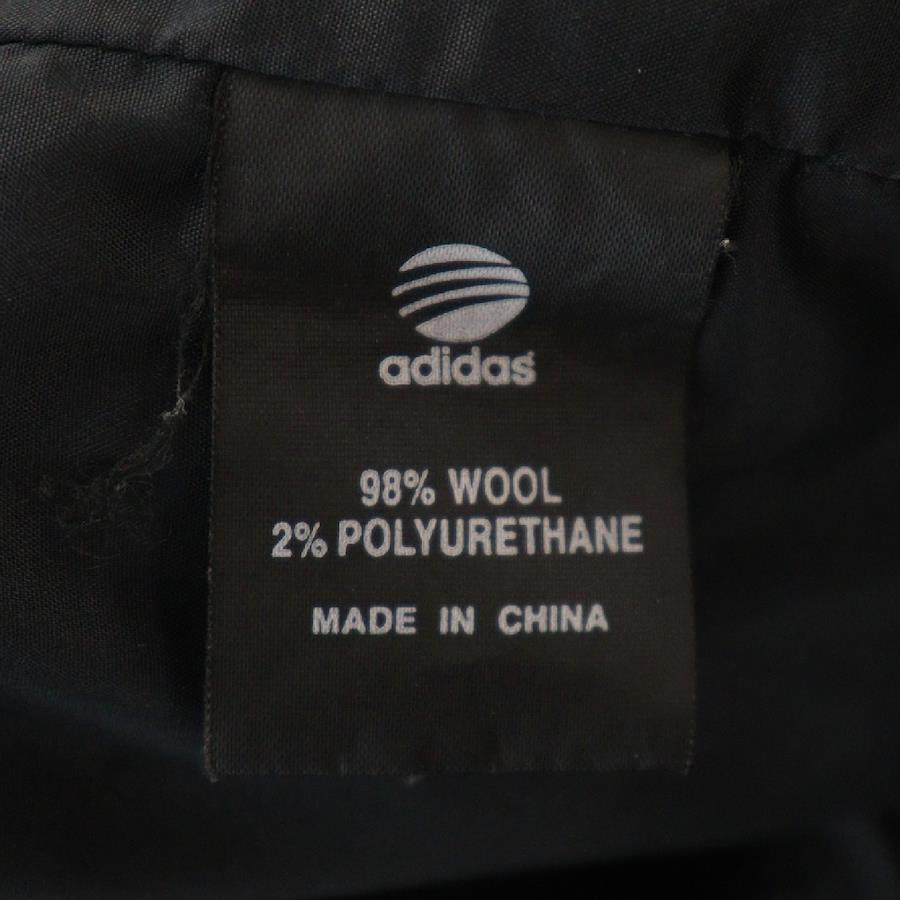 adidas
98% WOOL
2% POLYURETHANE
MADE IN CHINA